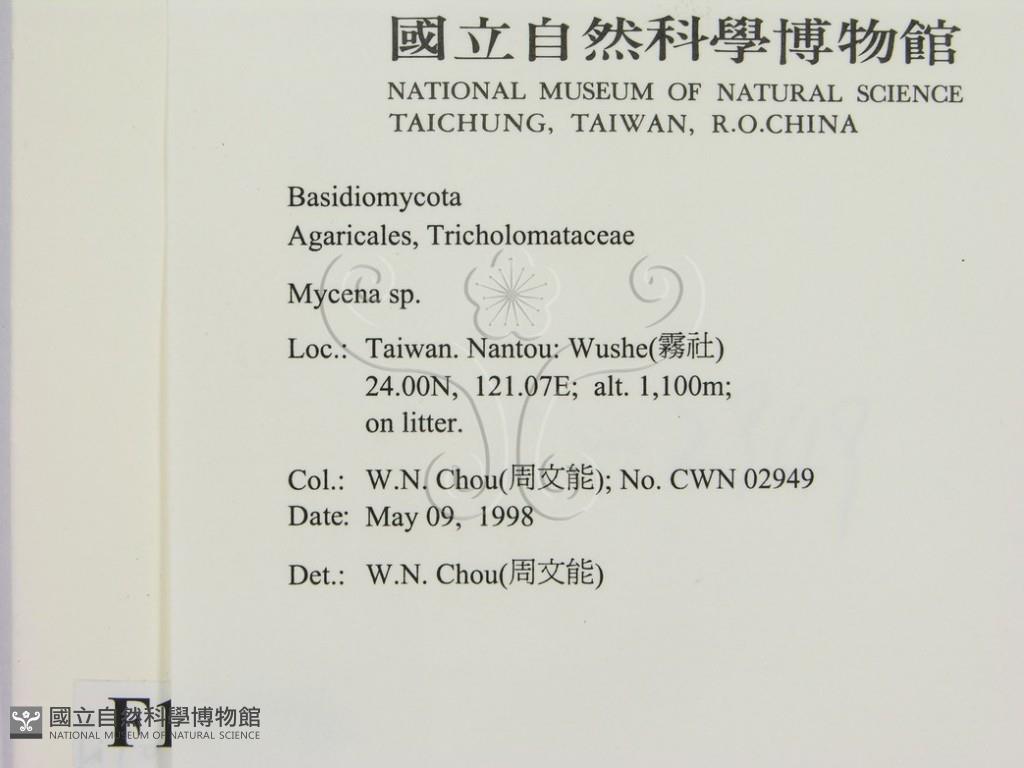 國立自然科學博物館
NATIONAL MUSEUM OF NATURAL SCIENCE
TAICHUNG, TAIWAN, R.O.CHINA
Basidiomycota
Agaricales, Tricholomataceae
Mycena sp.
Loc.: Taiwan. Nantou: Wushe(霧社)
24.00N, 121.07E; alt. 1,100m;
on litter.
Col.: W.N. Chou(周文能); No. CWN 02949
Date: May 09, 1998
Det.: W.N. Chou(周文能)
F1
國立自然科學博物館
NATIONAL MUSEUM OF NATURAL SCIENCE